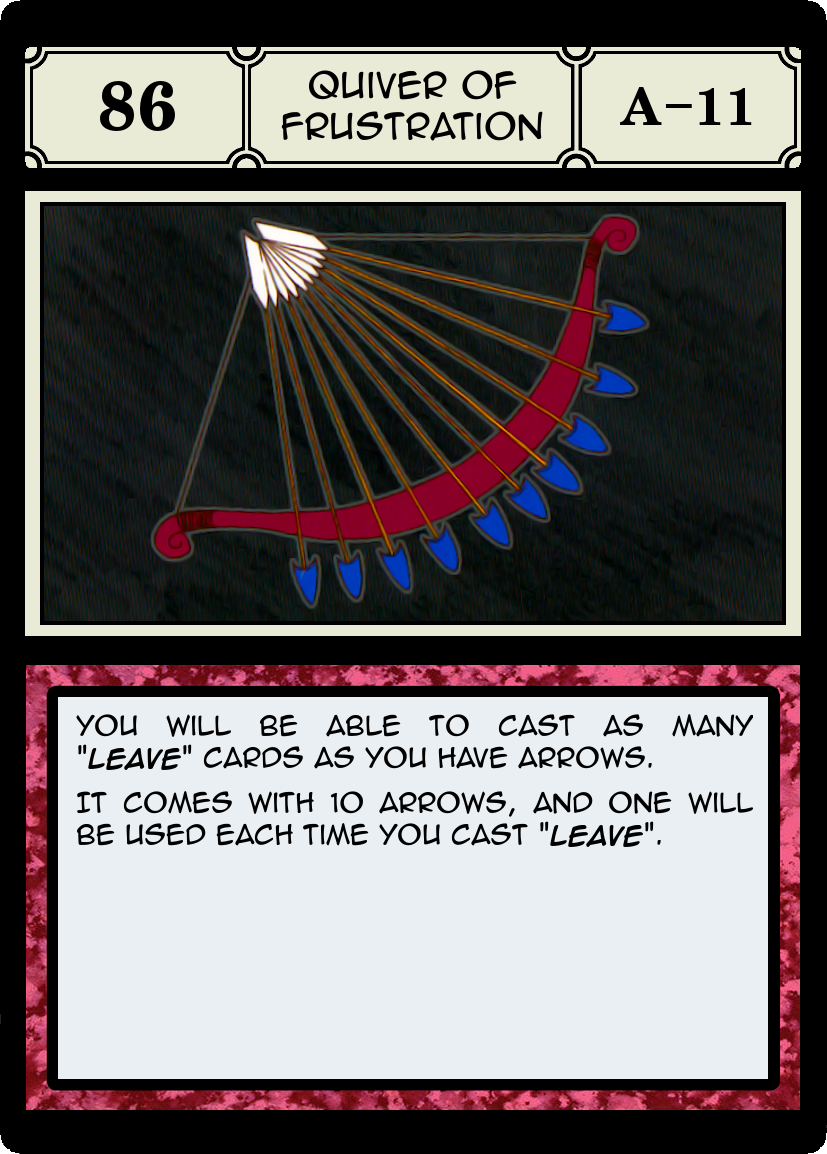 86
QUIVER OF
FRUSTRATION
A-11
YOU WILL BE ABLE TO CAST AS MANY
"LEAVE" CARDS AS YOU HAVE ARROWS.
IT COMES WITH 10 ARROWS, AND ONE WILL
BE USED EACH TIME YOU CAST "LEAVE".